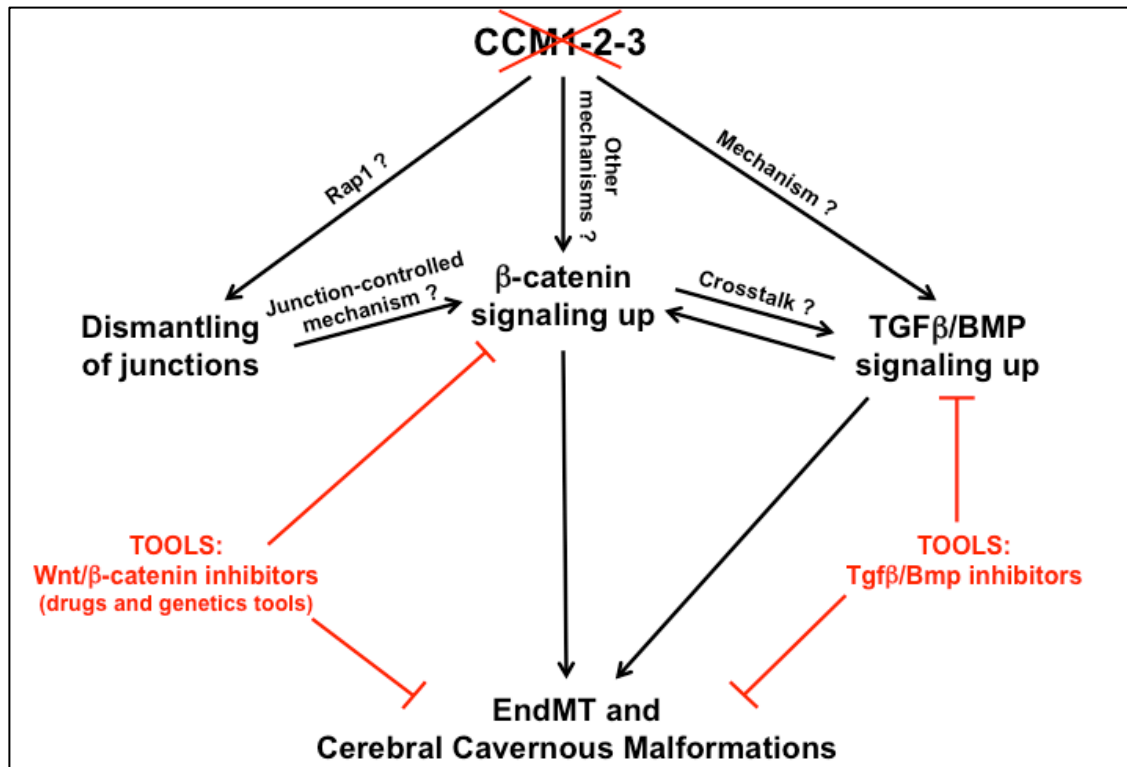 CCM1-2-3
Rap1 ?
Other
mechanisms ?
Mechanism ?
Junction-controlled
mechanism ?
β-catenin
signaling up
Crosstalk ?
Dismantling
of junctions
TGFβ/BMP
signaling up
TOOLS:
Wnt/β-catenin inhibitors
(drugs and genetics tools)
TOOLS:
Tgfβ/Bmp inhibitors
EndMT and
Cerebral Cavernous Malformations